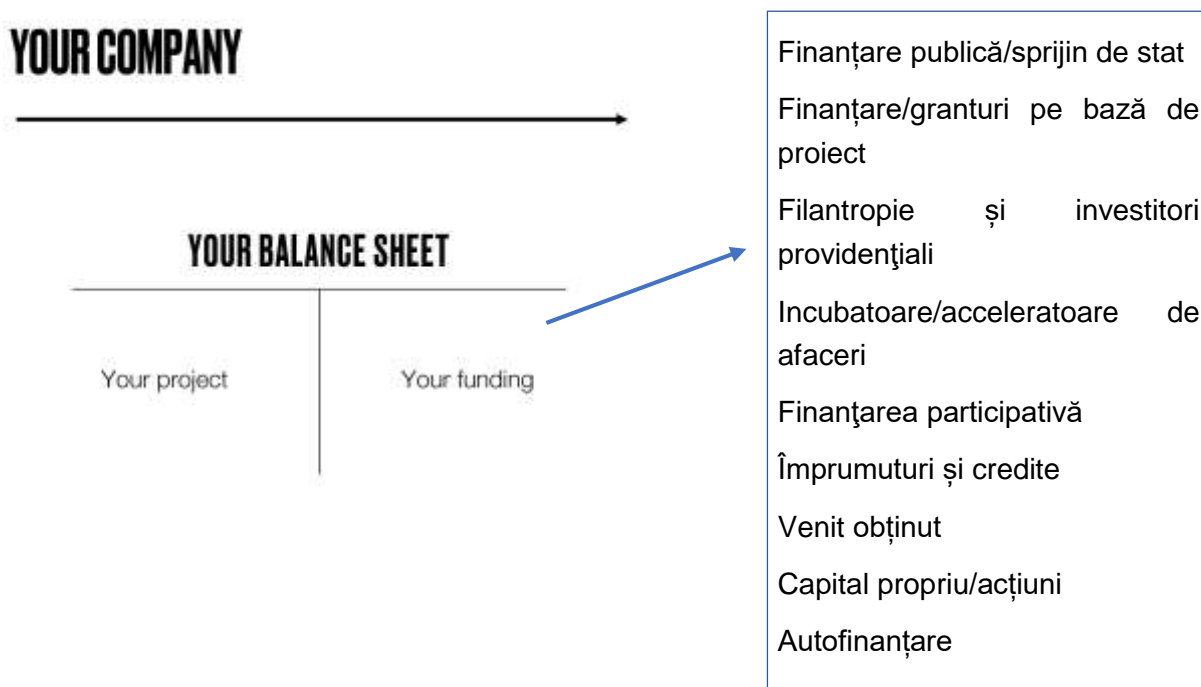 YOUR COMPANY
YOUR BALANCE SHEET
Your project
Your funding
Finanțare publică/sprijin de stat
Finanțare/granturi pe bază de
proiect
Filantropie și investitori
providenţiali
Incubatoare/acceleratoare de
afaceri
Finanţarea participativă
Împrumuturi și credite
Venit obținut
Capital propriu/acțiuni
Autofinanțare